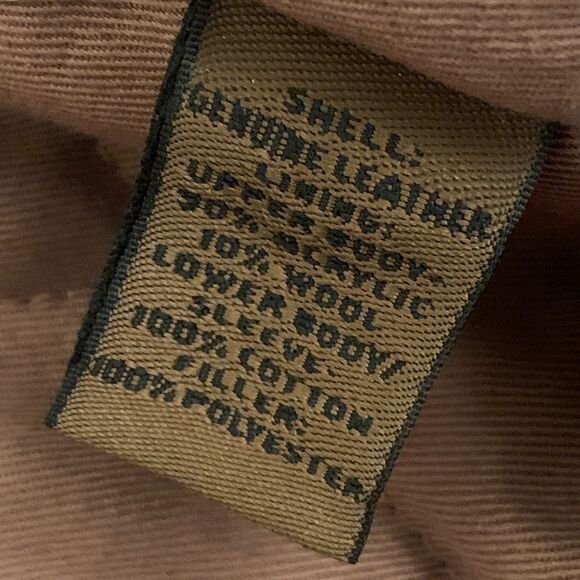 SHELL:
GENUINE LEATHER
LINING:
UPPER BODY-
90% ACRYLIC
10% WOOL
LOWER BODY/
SLEEVE-
100% COTTON
FILLER:
100% POLYESTER